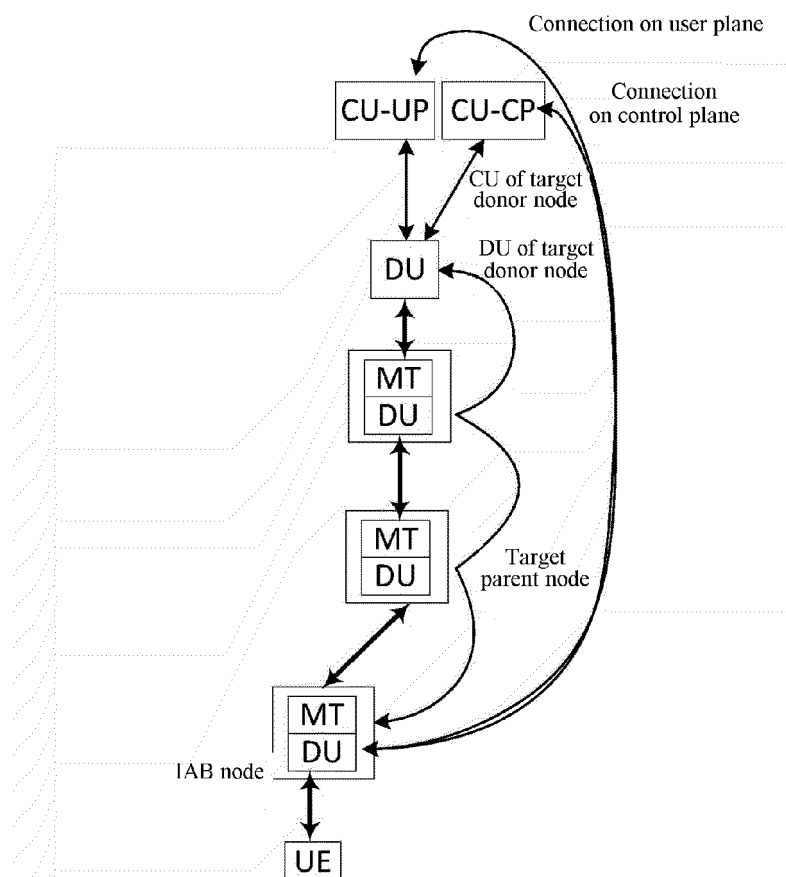 Connection on user plane
CU-UP
CU-CP
Connection
on control plane
CU of target
donor node
DU of target
donor node
DU
MT
DU
MT
DU
Target
parent node
MT
DU
IAB node
UE